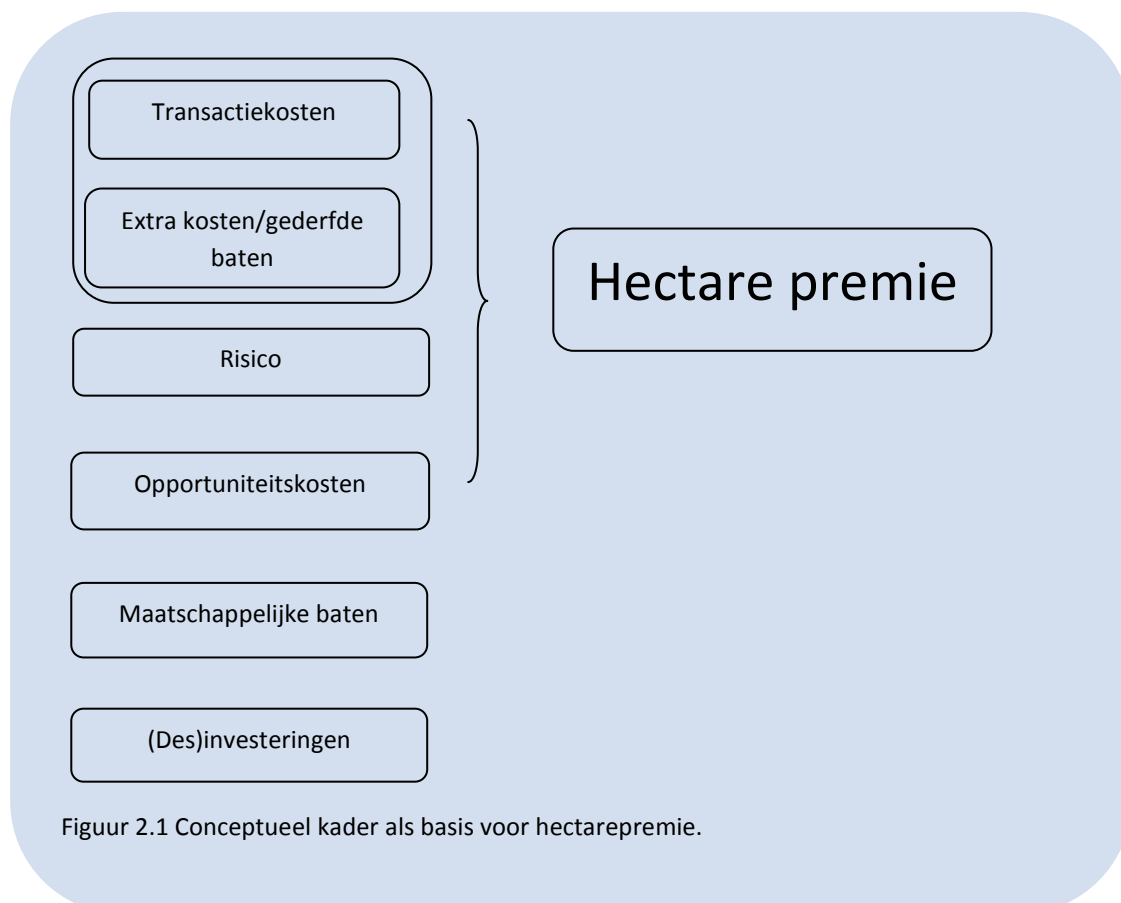 Transactiekosten
Extra kosten/gederfde
baten
Hectare premie
Risico
Opportuniteitskosten
Maatschappelijke baten
(Des)investeringen
Figuur 2.1 Conceptueel kader als basis voor hectarepremie.